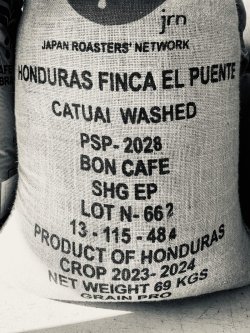 jrn
JAPAN ROASTERS' NETWORK
HONDURAS FINCA EL PUENTE
CATUAI WASHED
PSP- 2028
BON CAFE
SHG EP
LOT N- 662
13 - 115 - 484
PRODUCT OF HONDURAS
CROP 2023- 2024
NET WEIGHT 69 KGS
GRAIN PRO